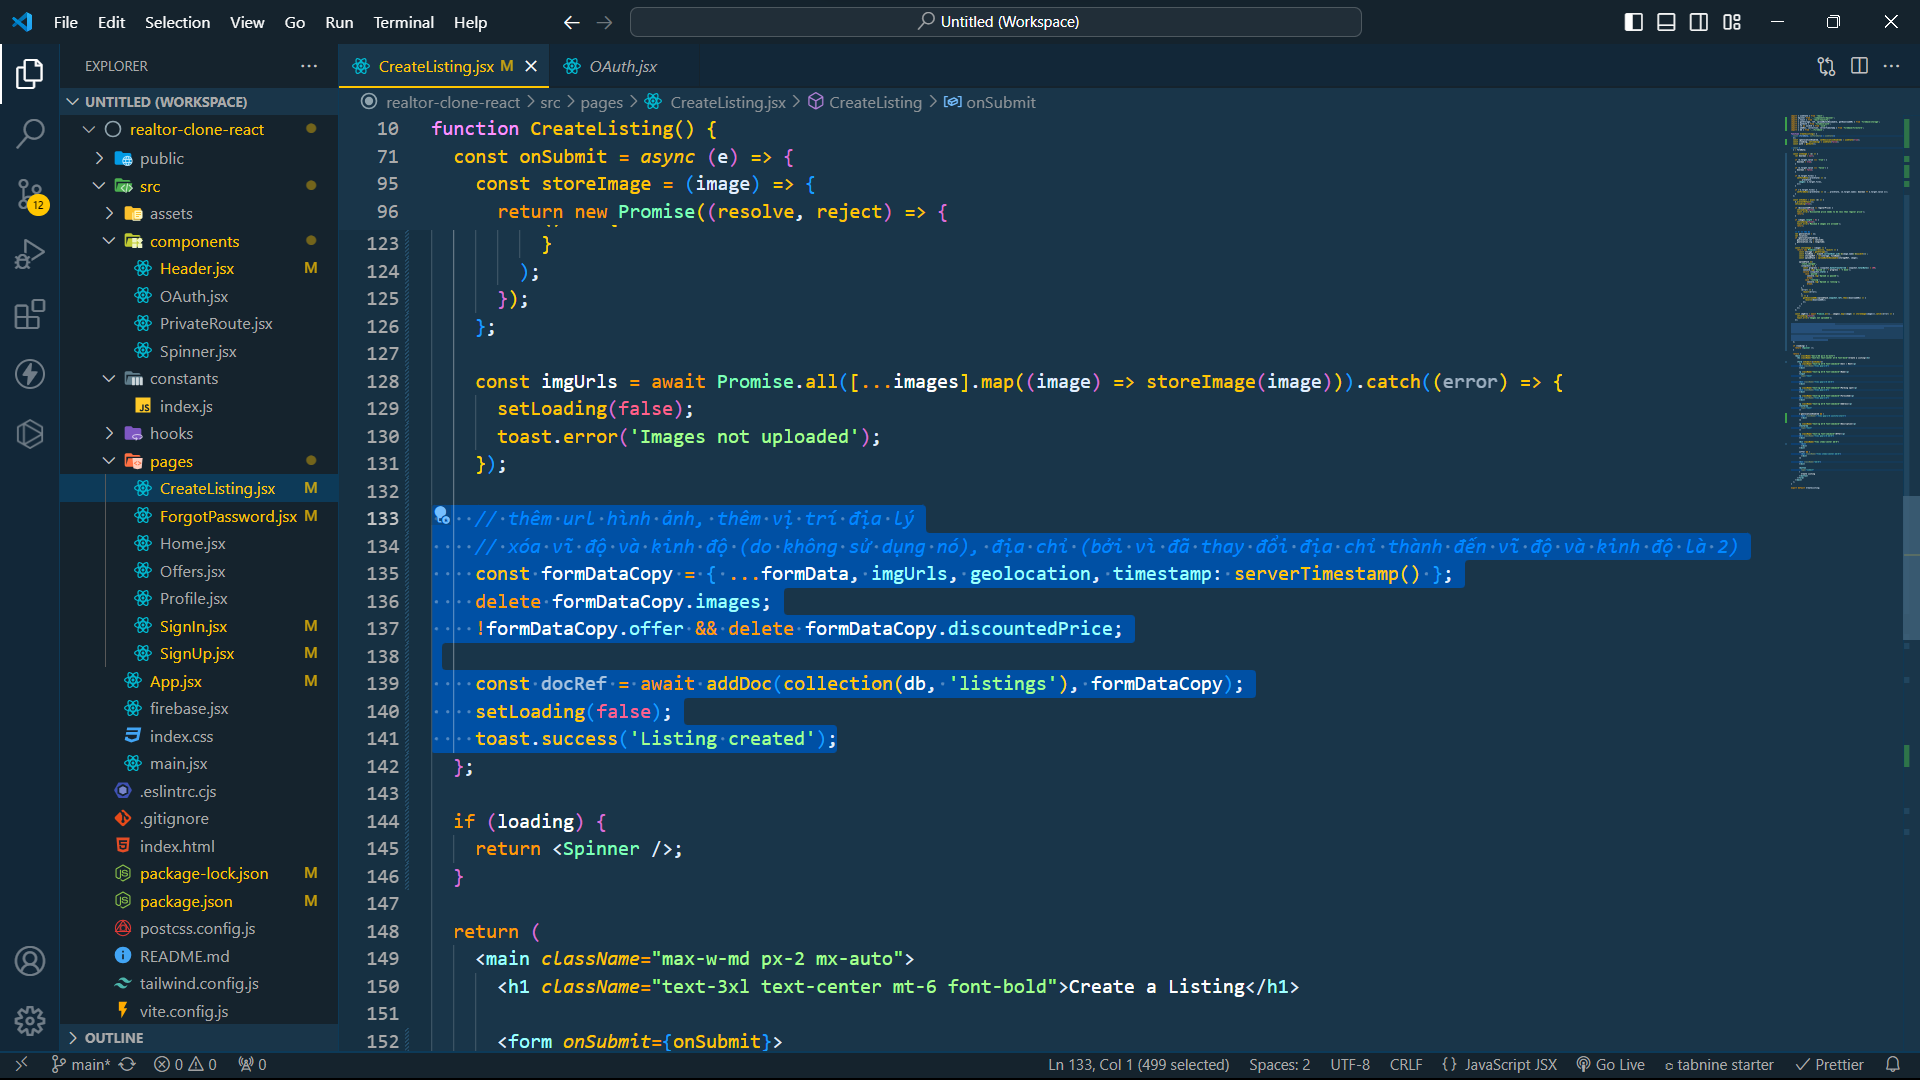 File Edit Selection View Go Run Terminal Help
Untitled (Workspace)
EXPLORER
CreateListing.jsx M
OAuth.jsx
UNTITLED (WORKSPACE)
realtor-clone-react > src > pages > CreateListing.jsx > CreateListing > onSubmit
realtor-clone-react
public
src
assets
components
Header.jsx M
OAuth.jsx
PrivateRoute.jsx
Spinner.jsx
constants
index.js
hooks
pages
CreateListing.jsx M
ForgotPassword.jsx M
Home.jsx
Offers.jsx
Profile.jsx
SignIn.jsx M
SignUp.jsx M
App.jsx M
firebase.jsx
index.css
main.jsx
.eslintrc.cjs
.gitignore
index.html
package-lock.json M
package.json M
postcss.config.js
README.md
tailwind.config.js
vite.config.js
OUTLINE
12
10 function CreateListing() {
71 const onSubmit = async (e) => {
95 const storeImage = (image) => {
96 return new Promise((resolve, reject) => {
123 }
124 );
125 });
126 };
127
128 const imgUrls = await Promise.all([...images].map((image) => storeImage(image))).catch((error) => {
129 setLoading(false);
130 toast.error('Images not uploaded');
131 });
132
133 // thêm url hình ảnh, thêm vị trí địa lý
134 // xóa vĩ độ và kinh độ (do không sử dụng nó), địa chỉ (bởi vì đã thay đổi địa chỉ thành đến vĩ độ và kinh độ là 2)
135 const formDataCopy = { ...formData, imgUrls, geolocation, timestamp: serverTimestamp() };
136 delete formDataCopy.images;
137 !formDataCopy.offer && delete formDataCopy.discountedPrice;
138
139 const docRef = await addDoc(collection(db, 'listings'), formDataCopy);
140 setLoading(false);
141 toast.success('Listing created');
142 };
143
144 if (loading) {
145 return <Spinner />;
146 }
147
148 return (
149 <main className="max-w-md px-2 mx-auto">
150 <h1 className="text-3xl text-center mt-6 font-bold">Create a Listing</h1>
151
152 <form onSubmit={onSubmit}>
main* 0 0 0
Ln 133, Col 1 (499 selected) Spaces: 2 UTF-8 CRLF {} JavaScript JSX Go Live tabnine starter Prettier